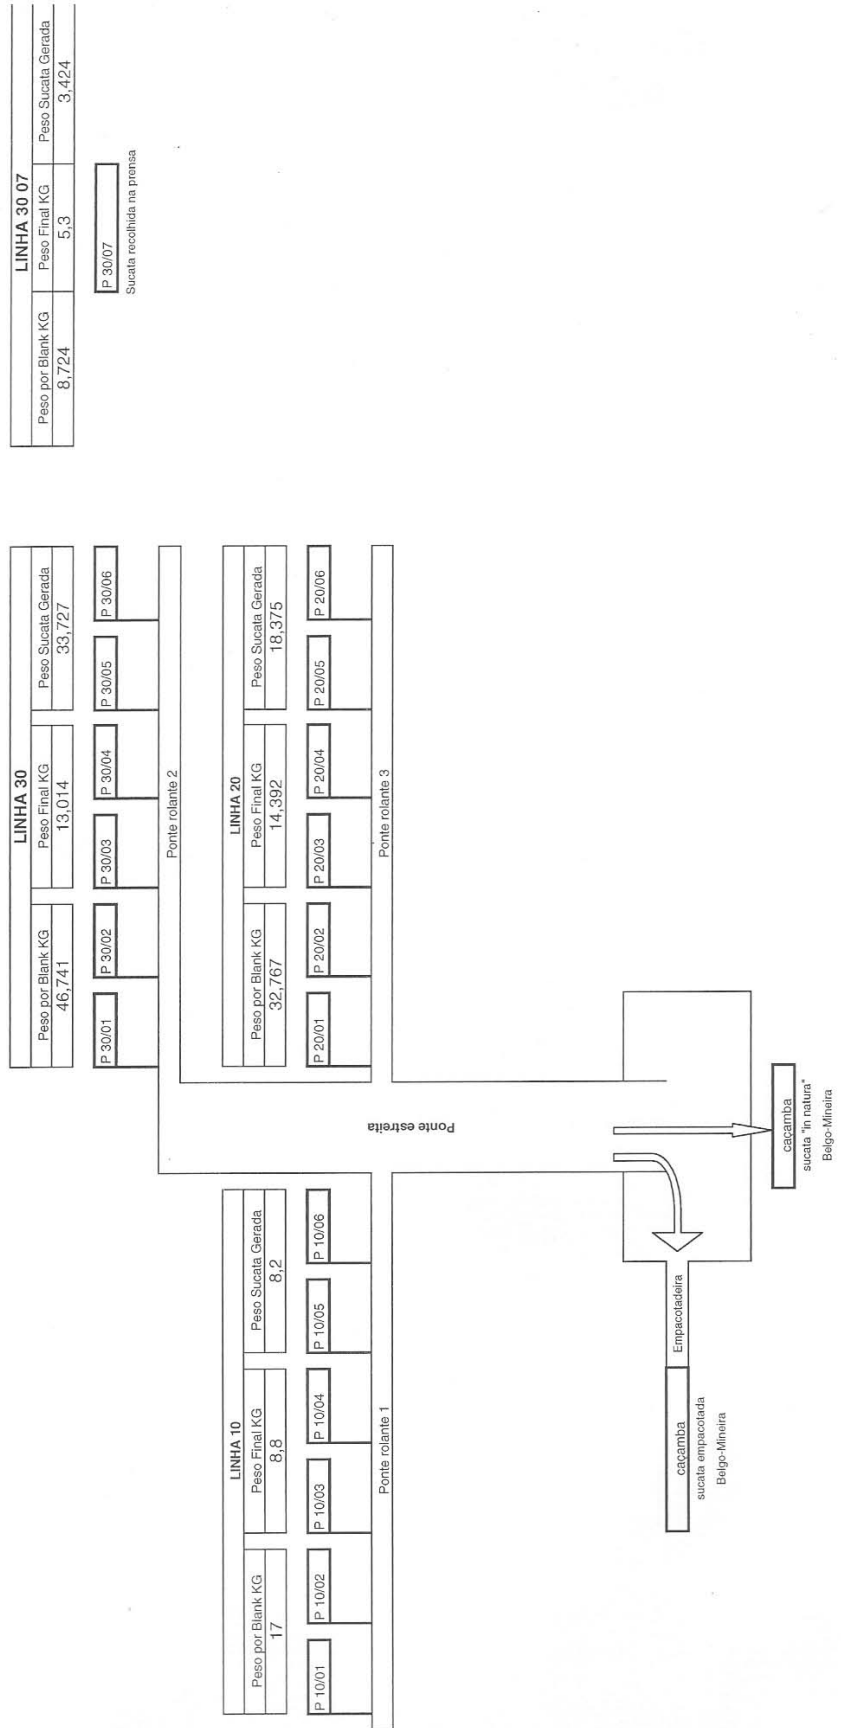 LINHA 30 07
Peso por Blank KG Peso Final KG Peso Sucata Gerada
8,724 5,3 3,424
P 30/07
Sucata recolhida na prensa
LINHA 30
Peso por Blank KG Peso Final KG Peso Sucata Gerada
46,741 13,014 33,727
P 30/01 P 30/02 P 30/03 P 30/04 P 30/05 P 30/06
Ponte rolante 2
LINHA 10
Peso por Blank KG Peso Final KG Peso Sucata Gerada
17 8,8 8,2
P 10/01 P 10/02 P 10/03 P 10/04 P 10/05 P 10/06
Ponte rolante 1
LINHA 20
Peso por Blank KG Peso Final KG Peso Sucata Gerada
32,767 14,392 18,375
P 20/01 P 20/02 P 20/03 P 20/04 P 20/05 P 20/06
Ponte rolante 3
Ponte estreita
Empacotadeira
caçamba
sucata empacotada
Belgo-Mineira
caçamba
sucata "in natura"
Belgo-Mineira